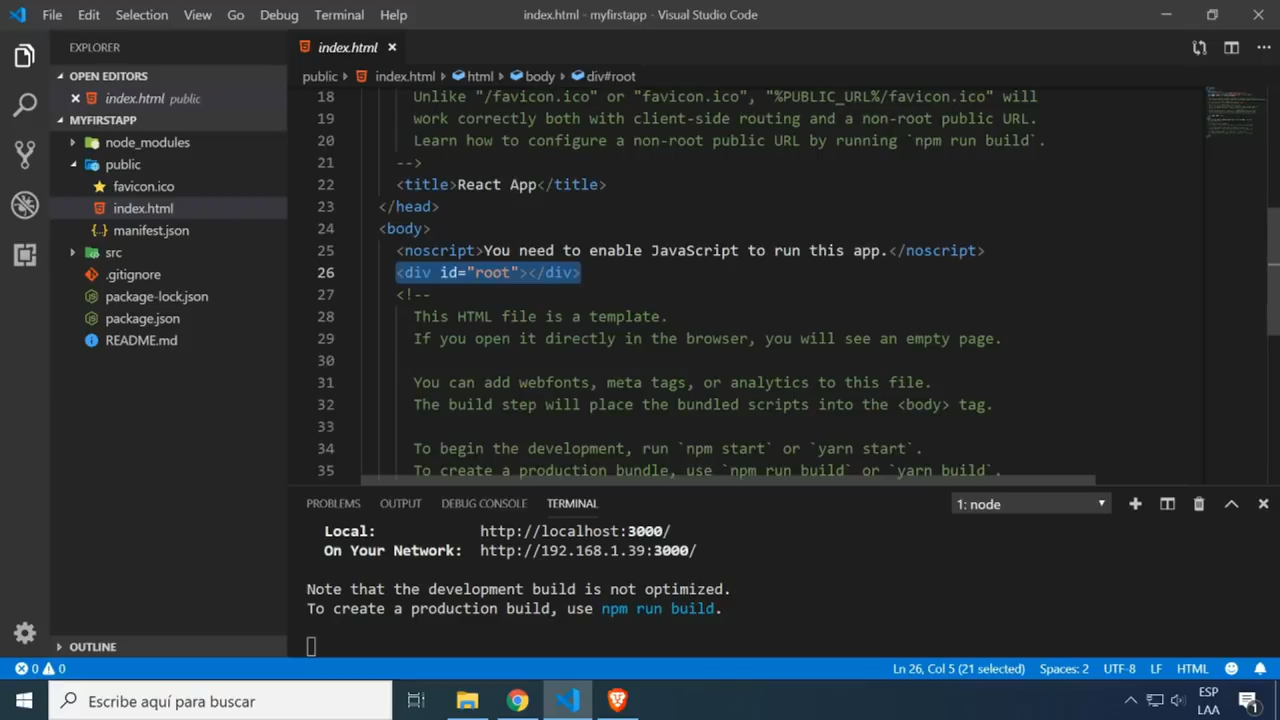 File Edit Selection View Go Debug Terminal Help
index.html - myfirstapp - Visual Studio Code
EXPLORER
OPEN EDITORS
index.html public
MYFIRSTAPP
node_modules
public
favicon.ico
index.html
manifest.json
src
.gitignore
package-lock.json
package.json
README.md
OUTLINE
index.html
public index.html html body div#root
18 Unlike "/favicon.ico" or "favicon.ico", "%PUBLIC_URL%/favicon.ico" will
19 work correctly both with client-side routing and a non-root public URL.
20 Learn how to configure a non-root public URL by running `npm run build`.
21 -->
22 <title>React App</title>
23 </head>
24 <body>
25 <noscript>You need to enable JavaScript to run this app.</noscript>
26 <div id="root"></div>
27 <!--
28 This HTML file is a template.
29 If you open it directly in the browser, you will see an empty page.
30
31 You can add webfonts, meta tags, or analytics to this file.
32 The build step will place the bundled scripts into the <body> tag.
33
34 To begin the development, run `npm start` or `yarn start`.
35 To create a production bundle, use `npm run build` or `yarn build`.
PROBLEMS OUTPUT DEBUG CONSOLE TERMINAL
1: node
Local: http://localhost:3000/
On Your Network: http://192.168.1.39:3000/
Note that the development build is not optimized.
To create a production build, use npm run build.
0 0
Ln 26, Col 5 (21 selected) Spaces: 2 UTF-8 LF HTML
Escribe aquí para buscar
ESP
LAA
1